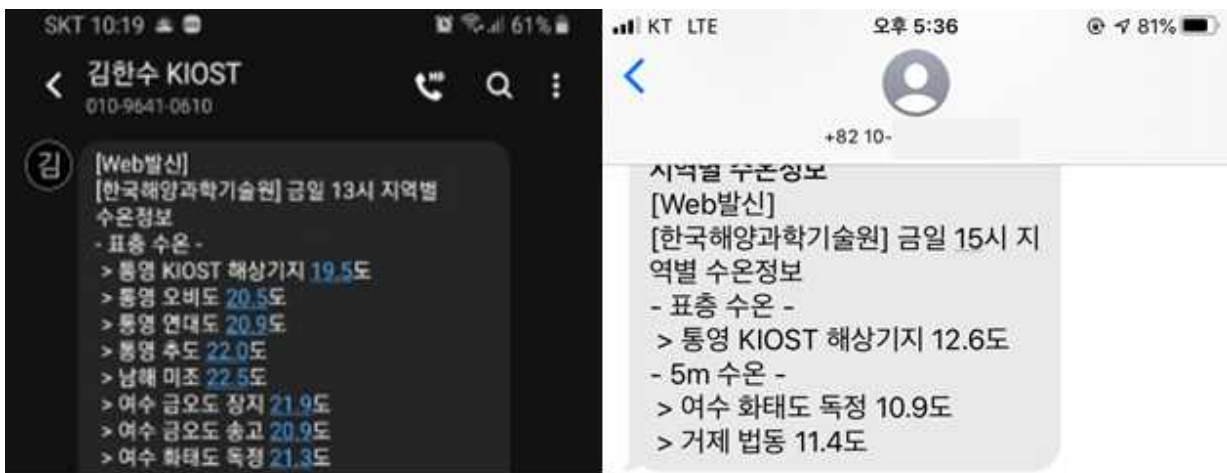 SKT 10:19
61%
김한수 KIOST
010-9641-0610
김
[Web발신]
[한국해양과학기술원] 금일 13시 지역별
수온정보
- 표층 수온 -
> 통영 KIOST 해상기지 19.5도
> 통영 오비도 20.5도
> 통영 연대도 20.9도
> 통영 추도 22.0도
> 남해 미조 22.5도
> 여수 금오도 장지 21.9도
> 여수 금오도 송고 20.9도
> 여수 화태도 독정 21.3도
KT LTE
오후 5:36
81%
+82 10-
지역별 수온정보
[Web발신]
[한국해양과학기술원] 금일 15시 지
역별 수온정보
- 표층 수온 -
> 통영 KIOST 해상기지 12.6도
- 5m 수온 -
> 여수 화태도 독정 10.9도
> 거제 법동 11.4도